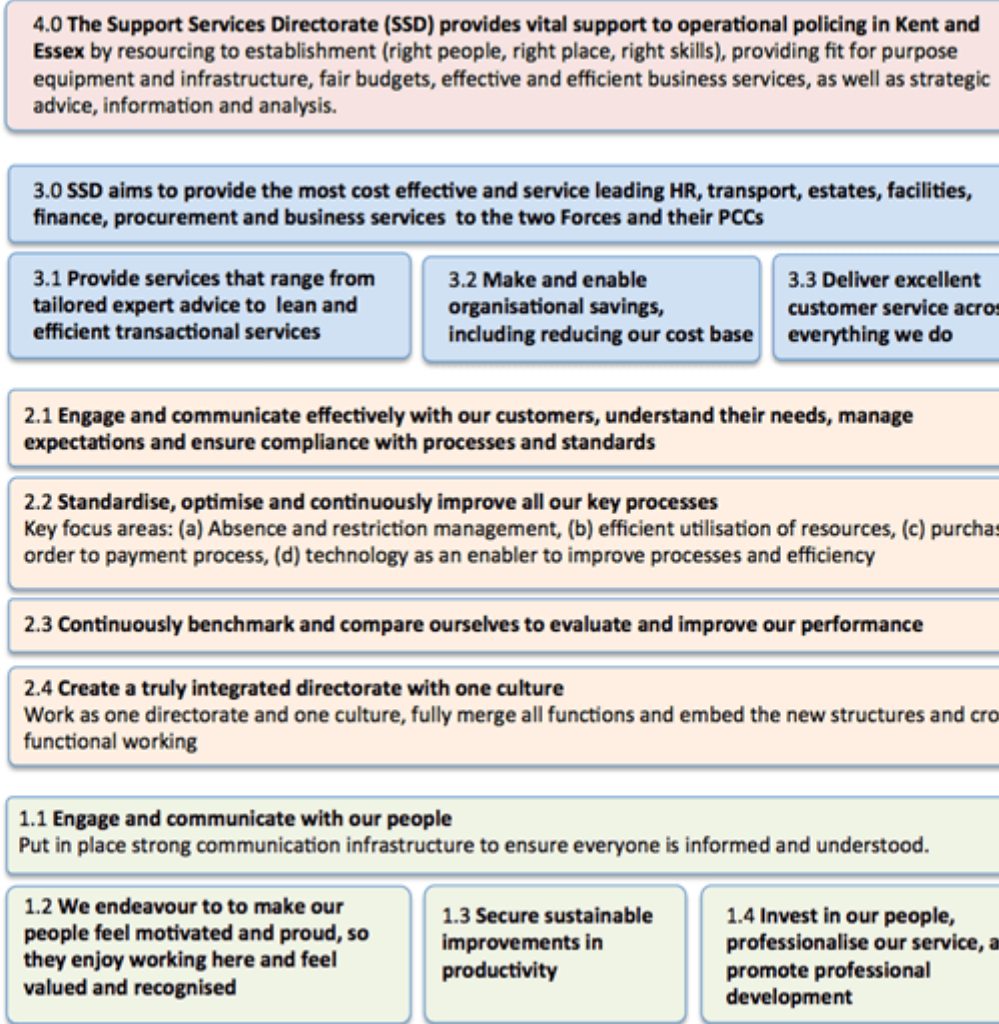 4.0 The Support Services Directorate (SSD) provides vital support to operational policing in Kent and
Essex by resourcing to establishment (right people, right place, right skills), providing fit for purpose
equipment and infrastructure, fair budgets, effective and efficient business services, as well as strategic
advice, information and analysis.
3.0 SSD aims to provide the most cost effective and service leading HR, transport, estates, facilities,
finance, procurement and business services to the two Forces and their PCCs
3.1 Provide services that range from
tailored expert advice to lean and
efficient transactional services
3.2 Make and enable
organisational savings,
including reducing our cost base
3.3 Deliver excellent
customer service acros
everything we do
2.1 Engage and communicate effectively with our customers, understand their needs, manage
expectations and ensure compliance with processes and standards
2.2 Standardise, optimise and continuously improve all our key processes
Key focus areas: (a) Absence and restriction management, (b) efficient utilisation of resources, (c) purchas
order to payment process, (d) technology as an enabler to improve processes and efficiency
2.3 Continuously benchmark and compare ourselves to evaluate and improve our performance
2.4 Create a truly integrated directorate with one culture
Work as one directorate and one culture, fully merge all functions and embed the new structures and cro
functional working
1.1 Engage and communicate with our people
Put in place strong communication infrastructure to ensure everyone is informed and understood.
1.2 We endeavour to to make our
people feel motivated and proud, so
they enjoy working here and feel
valued and recognised
1.3 Secure sustainable
improvements in
productivity
1.4 Invest in our people,
professionalise our service, a
promote professional
development